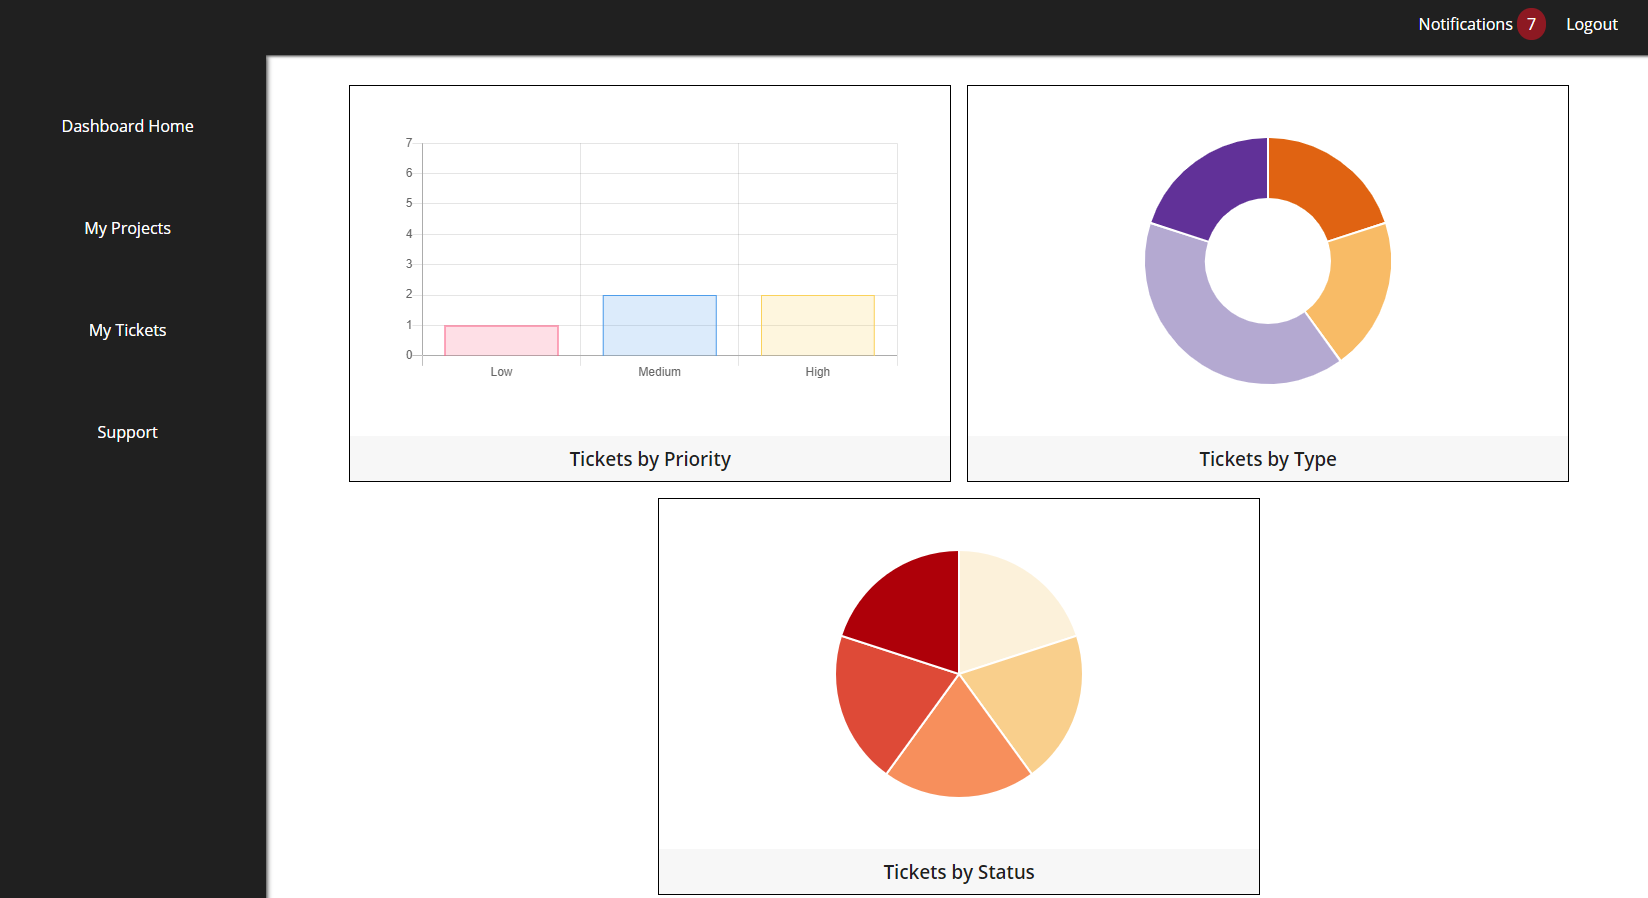 Notifications 7 Logout
Dashboard Home
My Projects
My Tickets
Support
7
6
5
4
3
2
1
0
Low Medium High
Tickets by Priority
Tickets by Type
Tickets by Status